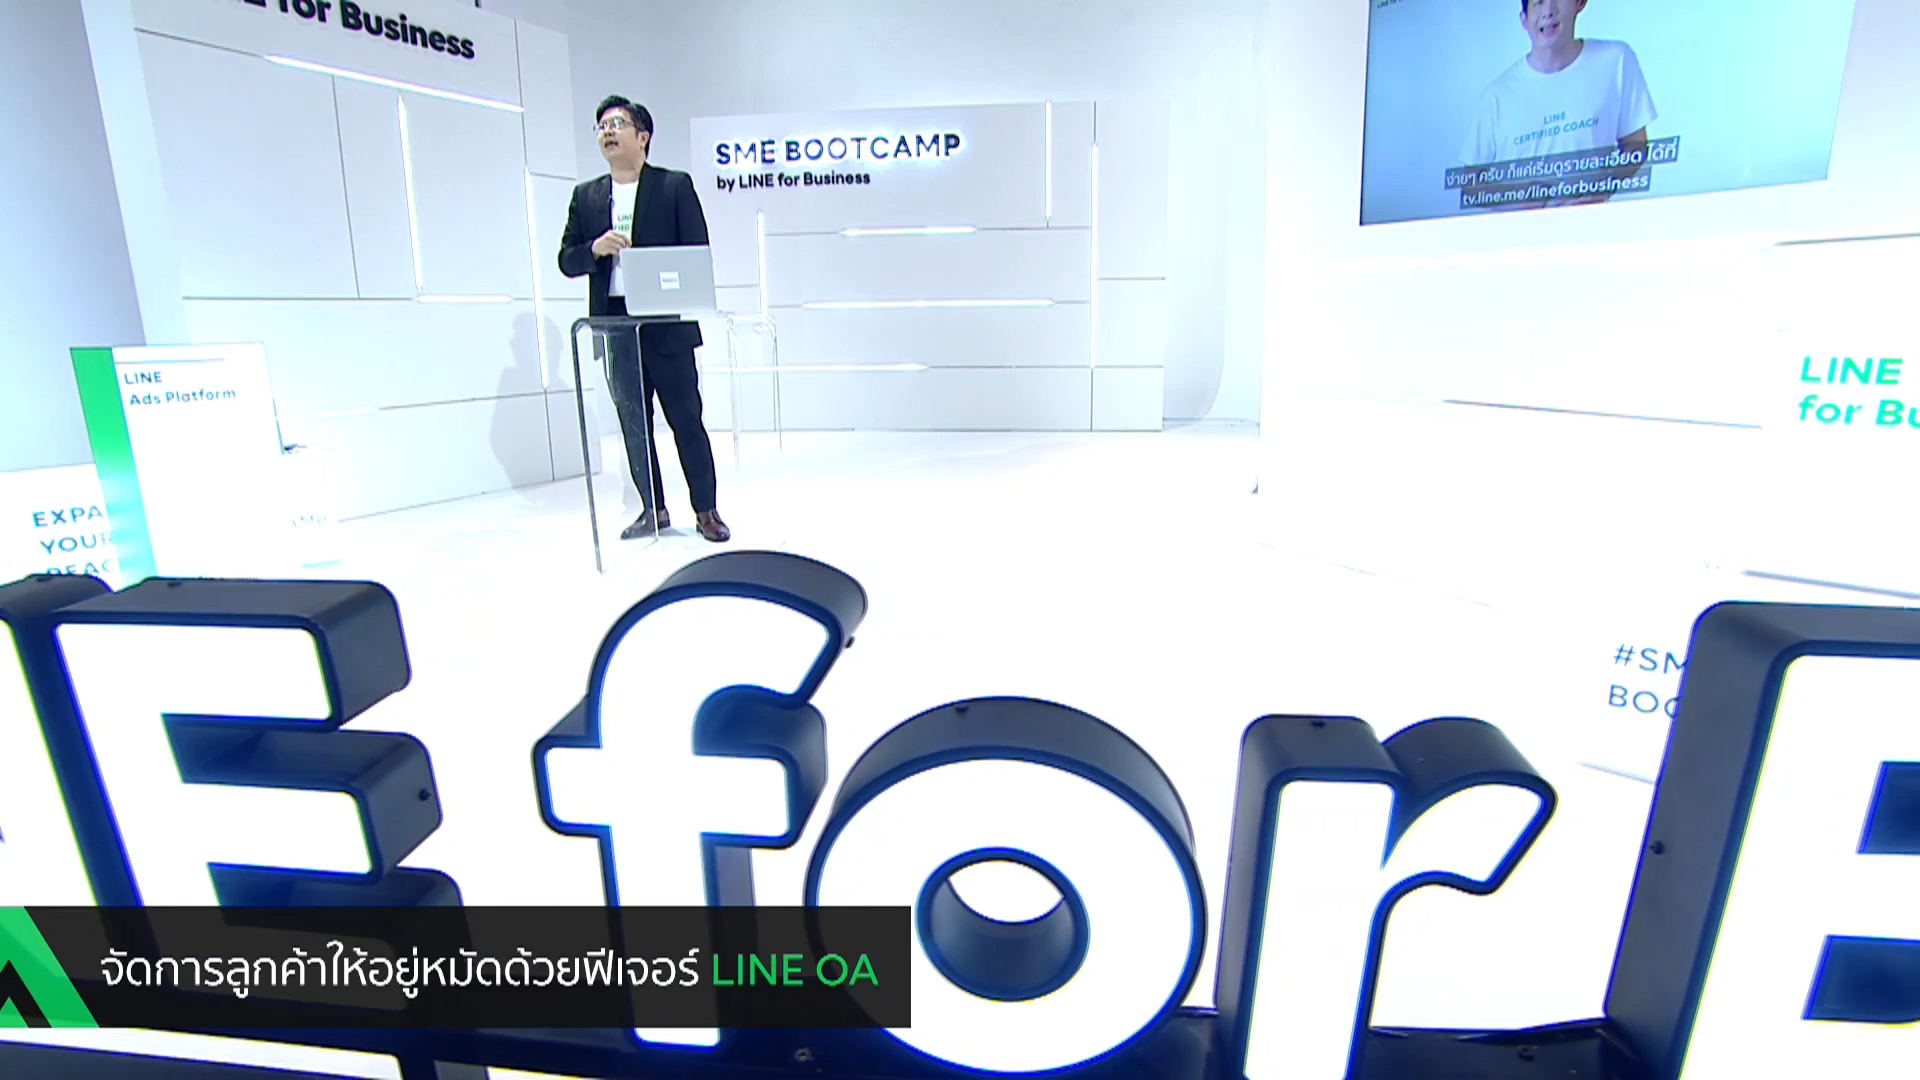 for Business
SME BOOTCAMP
by LINE for Business
LINE
CERTIFIED COACH
ง่ายๆ ครับ ก็แค่เริ่มดูรายละเอียด ได้ที่
tv.line.me/lineforbusiness
LINE
Ads Platform
LINE
for Bu
EXPA
YOUR
REAC
#SM
BOO
E for B
จัดการลูกค้าให้อยู่หมัดด้วยฟีเจอร์ LINE OA